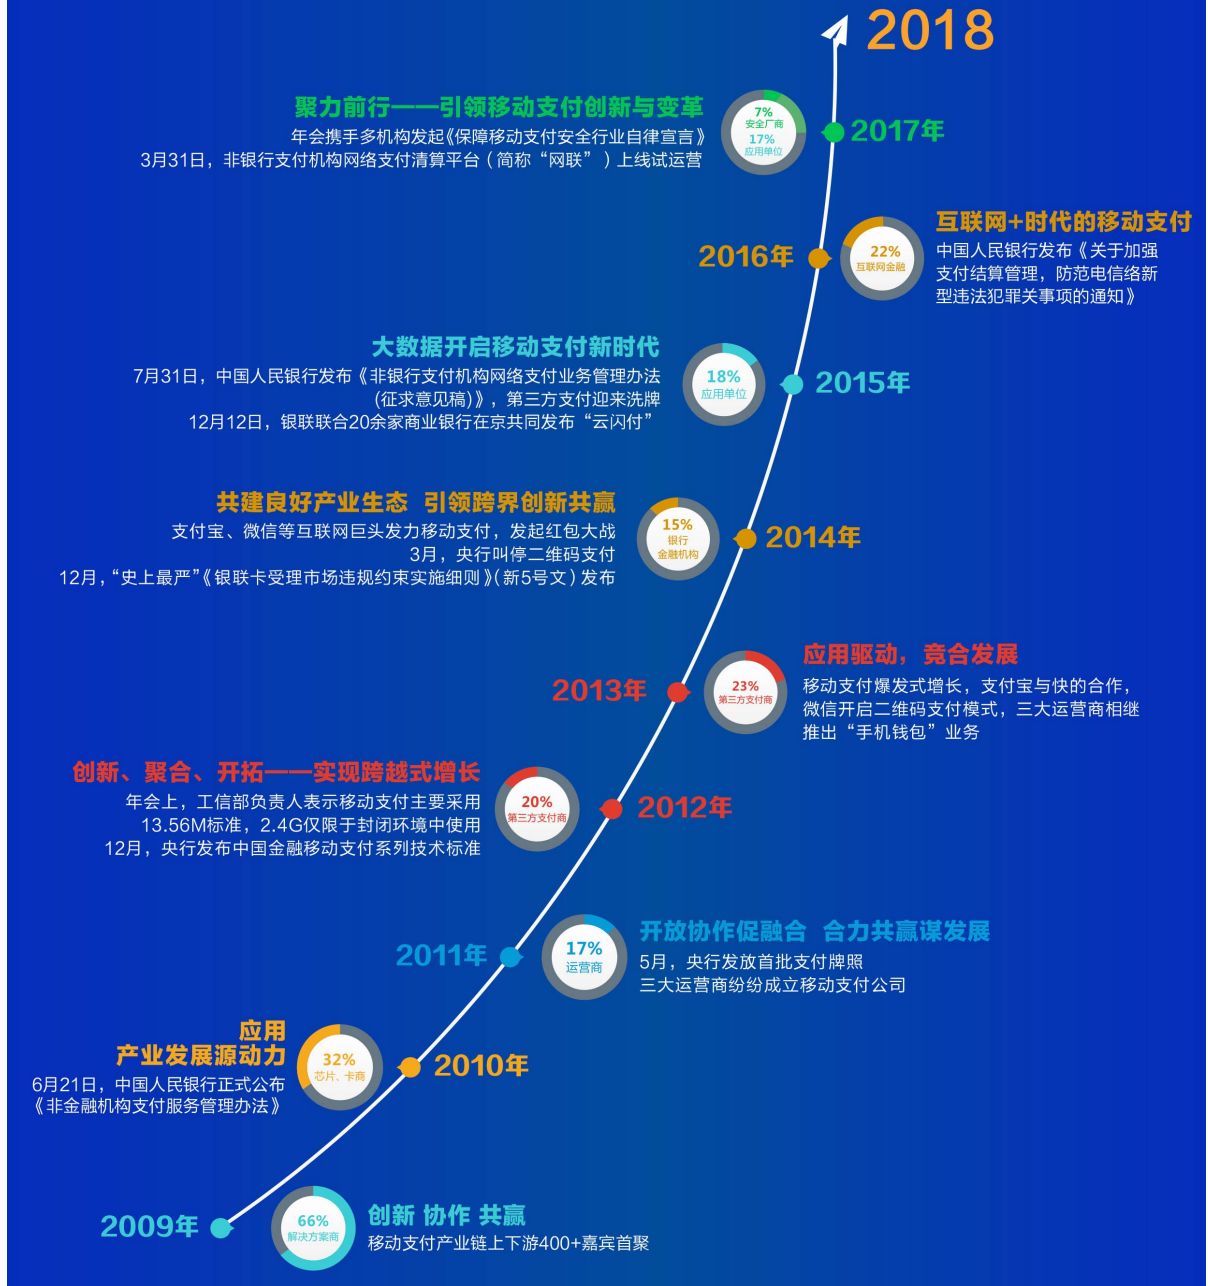 2018
聚力前行——引领移动支付创新与变革
年会携手多机构发起《保障移动支付安全行业自律宣言》
3月31日，非银行支付机构网络支付清算平台（简称“网联”）上线试运营
7%
安全厂商
17%
应用单位
2017年
2016年
22%
互联网金融
互联网+时代的移动支付
中国人民银行发布《关于加强
支付结算管理，防范电信络新
型违法犯罪关事项的通知》
大数据开启移动支付新时代
7月31日，中国人民银行发布《非银行支付机构网络支付业务管理办法
(征求意见稿)》，第三方支付迎来洗牌
12月12日，银联联合20余家商业银行在京共同发布“云闪付”
18%
应用单位
2015年
共建良好产业生态 引领跨界创新共赢
支付宝、微信等互联网巨头发力移动支付，发起红包大战
3月，央行叫停二维码支付
12月，“史上最严”《银联卡受理市场违规约束实施细则》（新5号文）发布
15%
银行
金融机构
2014年
2013年
23%
第三方支付商
应用驱动，竞合发展
移动支付爆发式增长，支付宝与快的合作，
微信开启二维码支付模式，三大运营商相继
推出“手机钱包”业务
创新、聚合、开拓——实现跨越式增长
年会上，工信部负责人表示移动支付主要采用
13.56M标准，2.4G仅限于封闭环境中使用
12月，央行发布中国金融移动支付系列技术标准
20%
第三方支付商
2012年
2011年
17%
运营商
开放协作促融合 合力共赢谋发展
5月，央行发放首批支付牌照
三大运营商纷纷成立移动支付公司
应用
产业发展源动力
6月21日，中国人民银行正式公布
《非金融机构支付服务管理办法》
32%
芯片、卡商
2010年
2009年
66%
解决方案商
创新 协作 共赢
移动支付产业链上下游400+嘉宾首聚